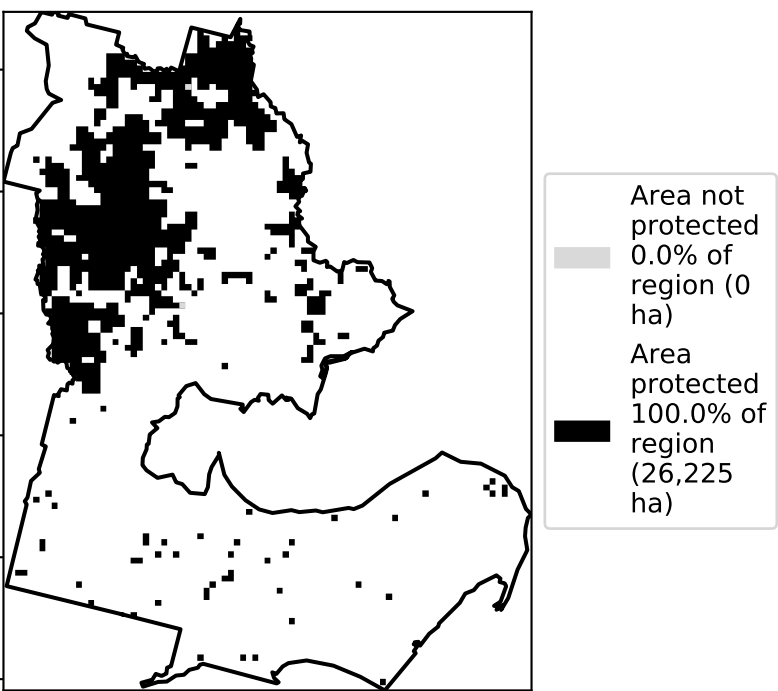 Area not
protected
0.0% of
region (0
ha)
Area
protected
100.0% of
region
(26,225
ha)